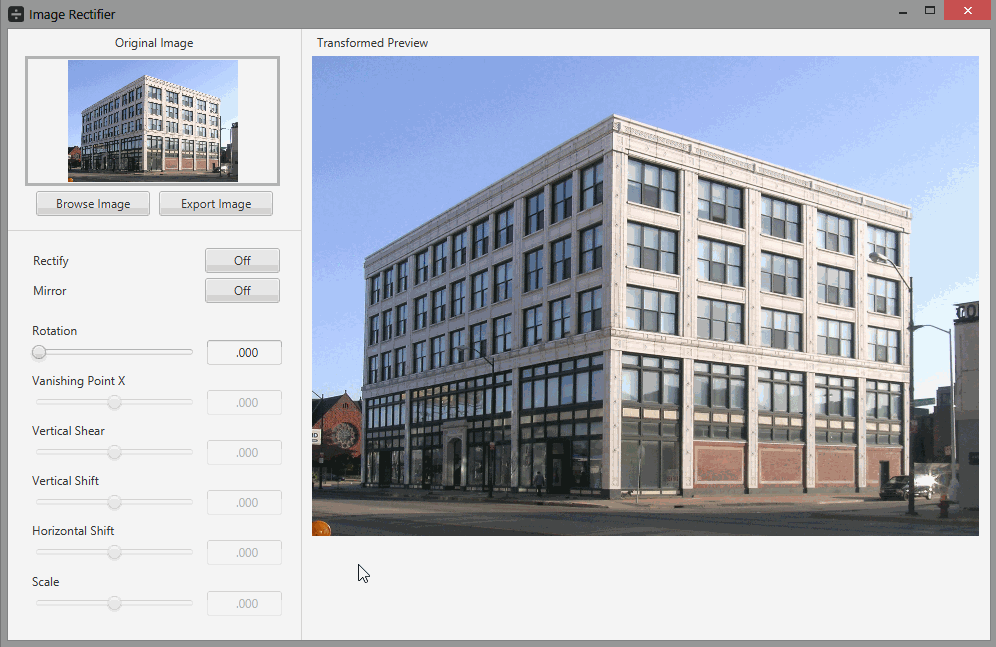 Image Rectifier
Original Image
Transformed Preview
Browse Image
Export Image
Rectify
Off
Mirror
Off
Rotation
.000
Vanishing Point X
.000
Vertical Shear
.000
Vertical Shift
.000
Horizontal Shift
.000
Scale
.000